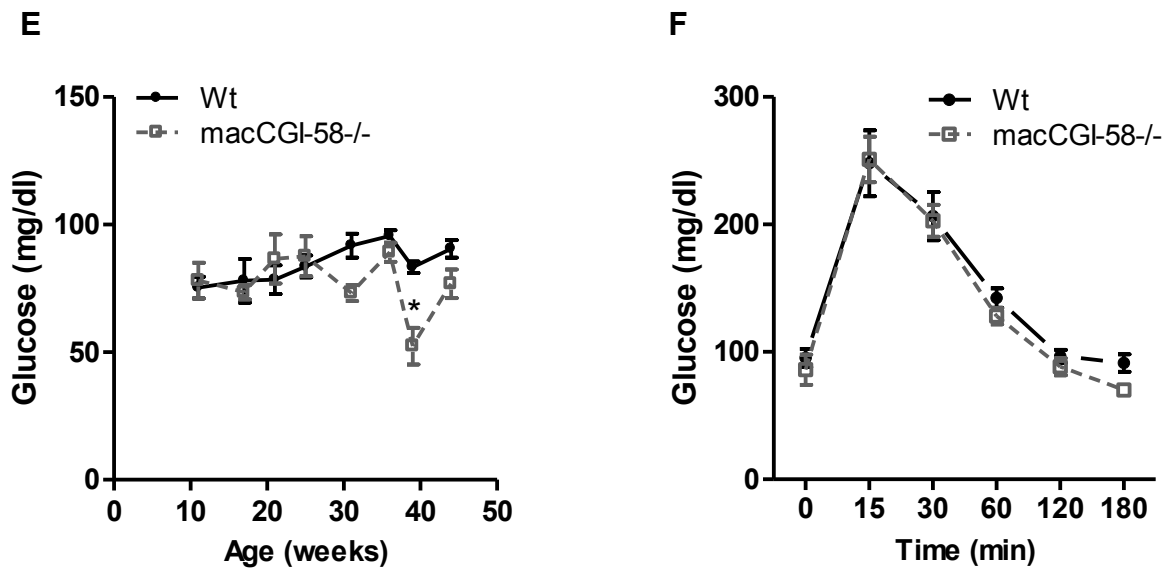 E
Wt
macCGI-58-/-
Glucose (mg/dl)
150
100
50
0
*
0 10 20 30 40 50
Age (weeks)
F
Wt
macCGI-58-/-
Glucose (mg/dl)
300
200
100
0
0 15 30 60 120 180
Time (min)